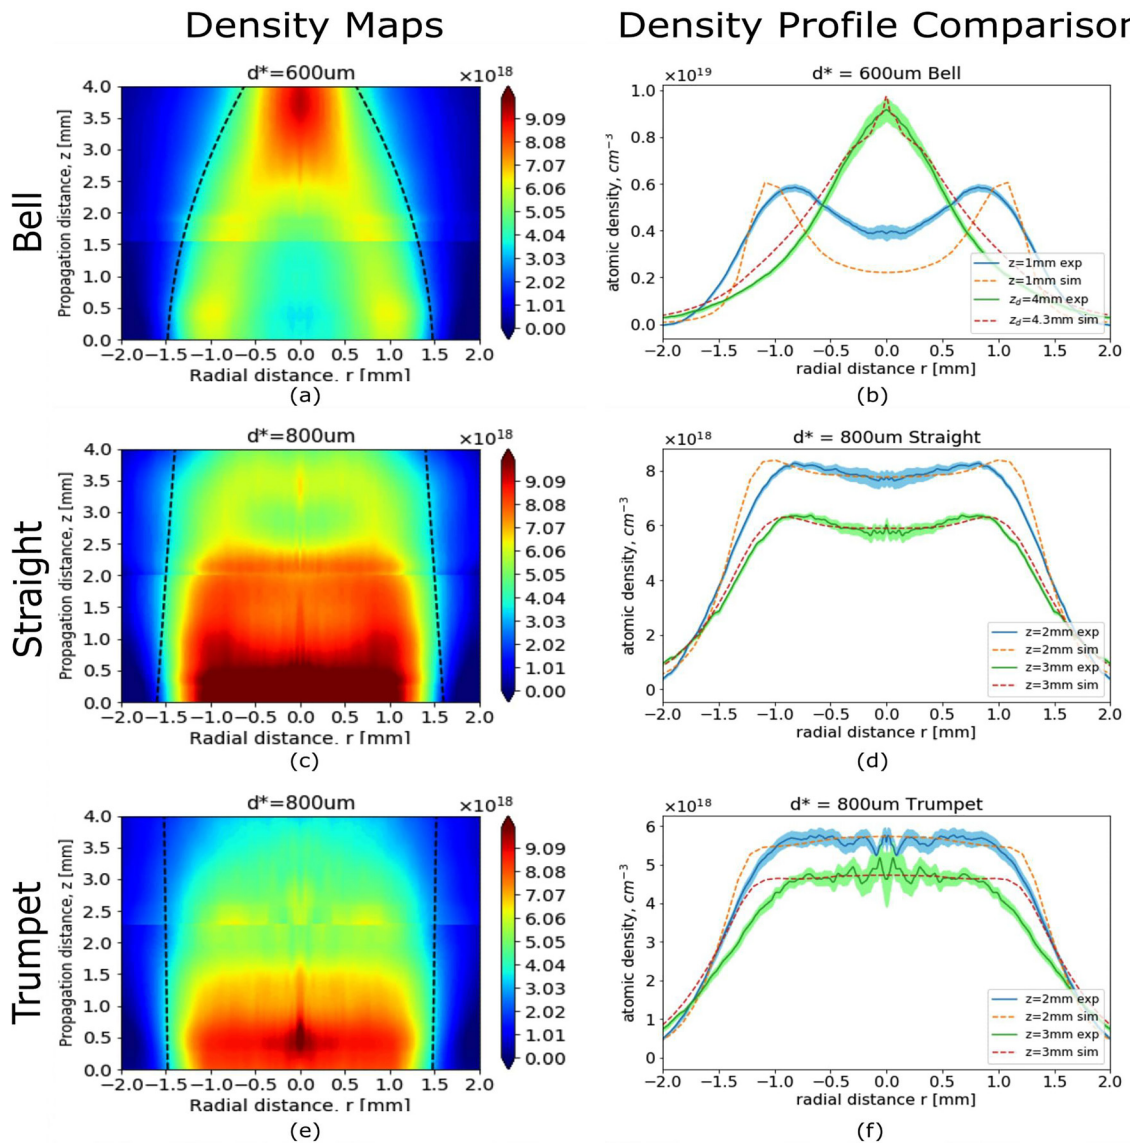 Density Maps
Density Profile Comparison
Bell
d*=600um
×10^18
Propagation distance, z [mm]
4.0
3.5
3.0
2.5
2.0
1.5
1.0
0.5
0.0
−2.0 −1.5 −1.0 −0.5 0.0 0.5 1.0 1.5 2.0
Radial distance, r [mm]
9.09
8.08
7.07
6.06
5.05
4.04
3.03
2.02
1.01
0.00
(a)
×10^19
d* = 600um Bell
atomic density, cm^−3
1.0
0.8
0.6
0.4
0.2
0.0
z=1mm exp
z=1mm sim
z_d=4mm exp
z_d=4.3mm sim
−2.0 −1.5 −1.0 −0.5 0.0 0.5 1.0 1.5 2.0
radial distance r [mm]
(b)
Straight
d*=800um
×10^18
Propagation distance, z [mm]
4.0
3.5
3.0
2.5
2.0
1.5
1.0
0.5
0.0
−2.0 −1.5 −1.0 −0.5 0.0 0.5 1.0 1.5 2.0
Radial distance, r [mm]
9.09
8.08
7.07
6.06
5.05
4.04
3.03
2.02
1.01
0.00
(c)
×10^18
d* = 800um Straight
atomic density, cm^−3
8
6
4
2
0
z=2mm exp
z=2mm sim
z=3mm exp
z=3mm sim
−2.0 −1.5 −1.0 −0.5 0.0 0.5 1.0 1.5 2.0
radial distance r [mm]
(d)
Trumpet
d*=800um
×10^18
Propagation distance, z [mm]
4.0
3.5
3.0
2.5
2.0
1.5
1.0
0.5
0.0
−2.0 −1.5 −1.0 −0.5 0.0 0.5 1.0 1.5 2.0
Radial distance, r [mm]
9.09
8.08
7.07
6.06
5.05
4.04
3.03
2.02
1.01
0.00
(e)
×10^18
d* = 800um Trumpet
atomic density, cm^−3
6
5
4
3
2
1
0
z=2mm exp
z=2mm sim
z=3mm exp
z=3mm sim
−2.0 −1.5 −1.0 −0.5 0.0 0.5 1.0 1.5 2.0
radial distance r [mm]
(f)